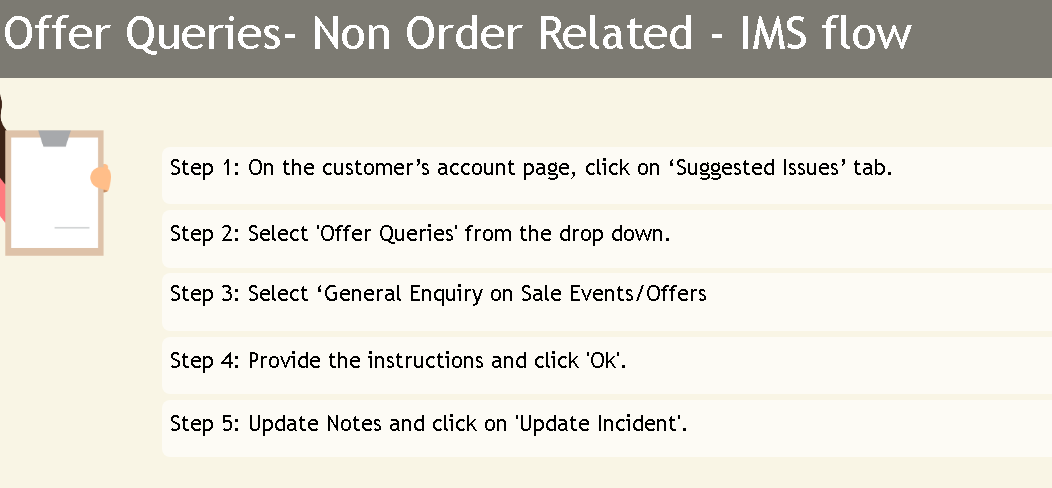 Offer Queries- Non Order Related - IMS flow
Step 1: On the customer’s account page, click on ‘Suggested Issues’ tab.
Step 2: Select 'Offer Queries' from the drop down.
Step 3: Select ‘General Enquiry on Sale Events/Offers
Step 4: Provide the instructions and click 'Ok'.
Step 5: Update Notes and click on 'Update Incident'.